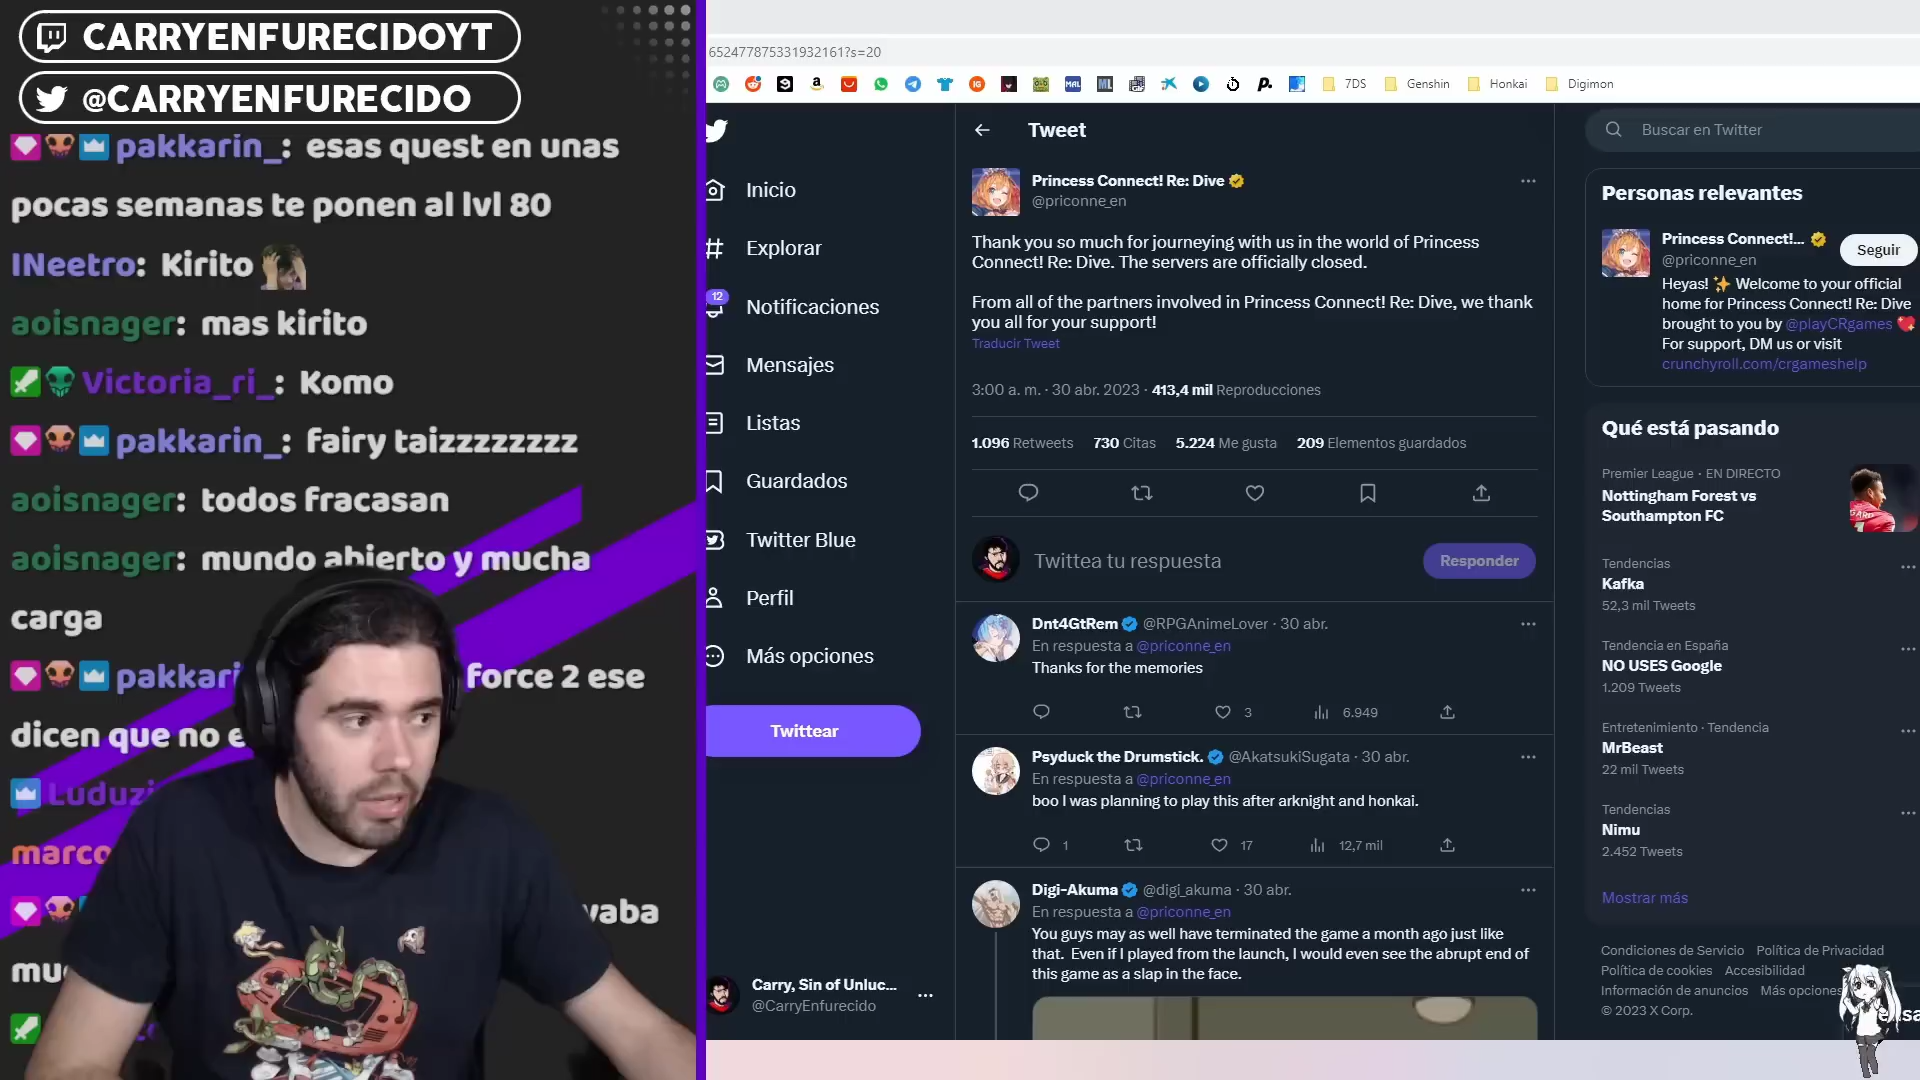 CARRYENFURECIDOYT
@CARRYENFURECIDO
pakkarin_: esas quest en unas
pocas semanas te ponen al lvl 80
INeetro: Kirito
aoisnager: mas kirito
Victoria_ri_: Komo
pakkarin_: fairy taizzzzzzzz
aoisnager: todos fracasan
aoisnager: mundo abierto y mucha
carga
pakkari force 2 ese
dicen que no e
Luduzi
marco
vaba
mu
652477875331932161?s=20
7DS
Genshin
Honkai
Digimon
Inicio
Explorar
12
Notificaciones
Mensajes
Listas
Guardados
Twitter Blue
Perfil
Más opciones
Twittear
Carry, Sin of Unluc...
@CarryEnfurecido
Tweet
Princess Connect! Re: Dive
@priconne_en
Thank you so much for journeying with us in the world of Princess
Connect! Re: Dive. The servers are officially closed.
From all of the partners involved in Princess Connect! Re: Dive, we thank
you all for your support!
Traducir Tweet
3:00 a. m. · 30 abr. 2023 · 413,4 mil Reproducciones
1.096 Retweets 730 Citas 5.224 Me gusta 209 Elementos guardados
Twittea tu respuesta
Responder
Dnt4GtRem @RPGAnimeLover · 30 abr.
En respuesta a @priconne_en
Thanks for the memories
3 6.949
Psyduck the Drumstick. @AkatsukiSugata · 30 abr.
En respuesta a @priconne_en
boo I was planning to play this after arknight and honkai.
1 17 12,7 mil
Digi-Akuma @digi_akuma · 30 abr.
En respuesta a @priconne_en
You guys may as well have terminated the game a month ago just like
that. Even if I played from the launch, I would even see the abrupt end of
this game as a slap in the face.
Buscar en Twitter
Personas relevantes
Princess Connect!...
@priconne_en
Seguir
Heyas! ✨ Welcome to your official
home for Princess Connect! Re: Dive
brought to you by @playCRgames 💖
For support, DM us or visit
crunchyroll.com/crgameshelp
Qué está pasando
Premier League · EN DIRECTO
Nottingham Forest vs
Southampton FC
Tendencias
Kafka
52,3 mil Tweets
Tendencia en España
NO USES Google
1.209 Tweets
Entretenimiento · Tendencia
MrBeast
22 mil Tweets
Tendencias
Nimu
2.452 Tweets
Mostrar más
Condiciones de Servicio Política de Privacidad
Política de cookies Accesibilidad
Información de anuncios Más opciones
© 2023 X Corp.